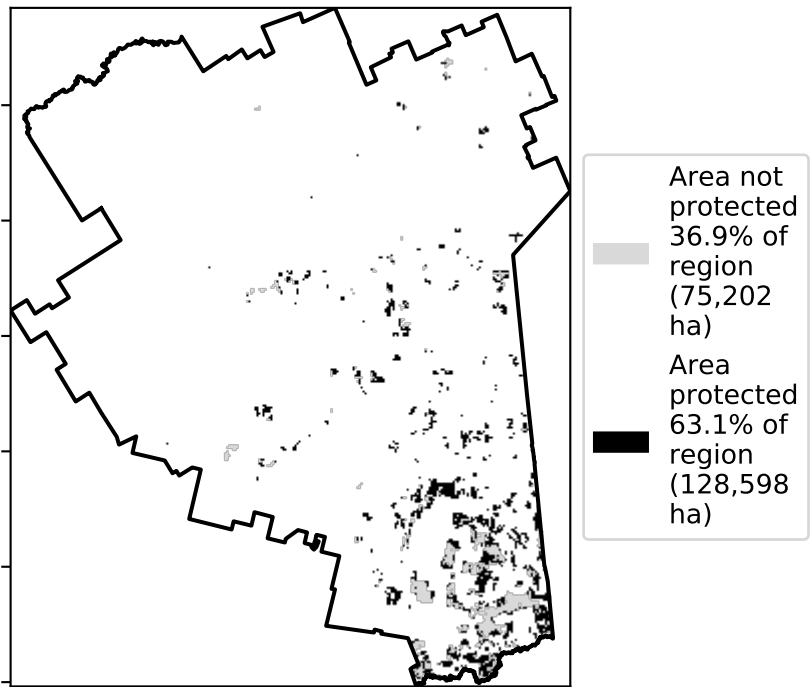 Area not
protected
36.9% of
region
(75,202
ha)
Area
protected
63.1% of
region
(128,598
ha)